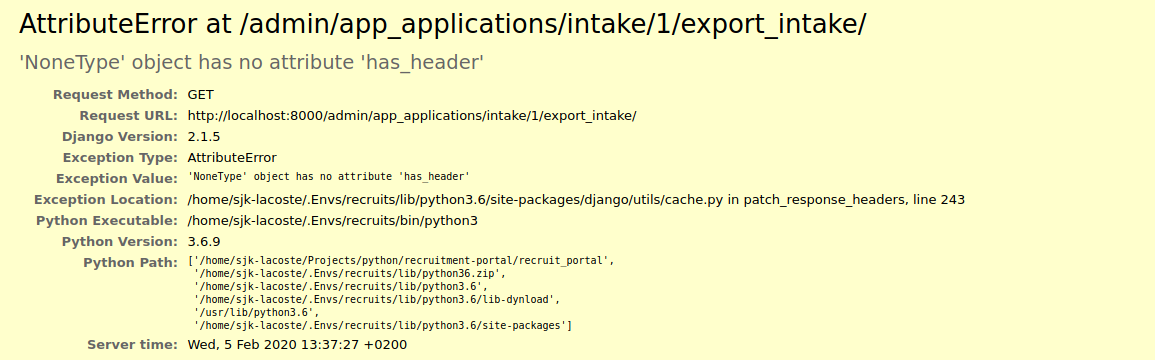 AttributeError at /admin/app_applications/intake/1/export_intake/
'NoneType' object has no attribute 'has_header'
Request Method: GET
Request URL: http://localhost:8000/admin/app_applications/intake/1/export_intake/
Django Version: 2.1.5
Exception Type: AttributeError
Exception Value: 'NoneType' object has no attribute 'has_header'
Exception Location: /home/sjk-lacoste/.Envs/recruits/lib/python3.6/site-packages/django/utils/cache.py in patch_response_headers, line 243
Python Executable: /home/sjk-lacoste/.Envs/recruits/bin/python3
Python Version: 3.6.9
Python Path: ['/home/sjk-lacoste/Projects/python/recruitment-portal/recruit_portal',
'/home/sjk-lacoste/.Envs/recruits/lib/python36.zip',
'/home/sjk-lacoste/.Envs/recruits/lib/python3.6',
'/home/sjk-lacoste/.Envs/recruits/lib/python3.6/lib-dynload',
'/usr/lib/python3.6',
'/home/sjk-lacoste/.Envs/recruits/lib/python3.6/site-packages']
Server time: Wed, 5 Feb 2020 13:37:27 +0200